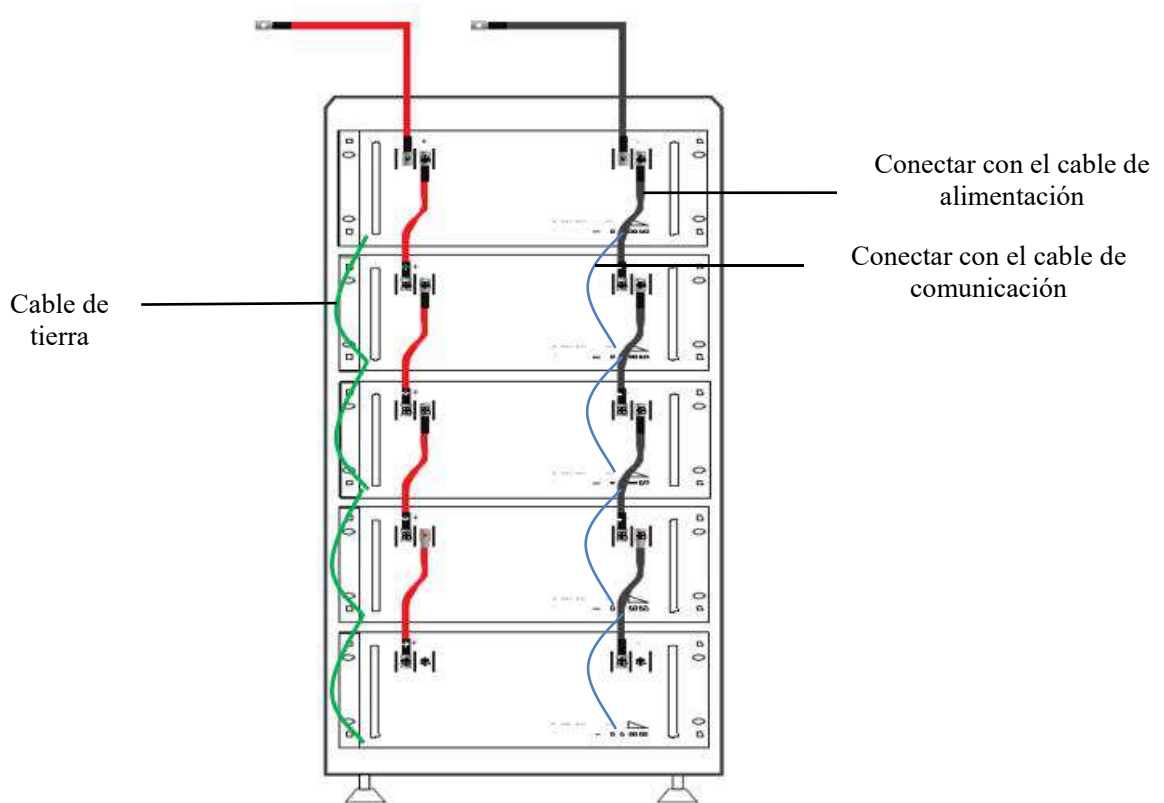 Conectar con el cable de
alimentación
Conectar con el cable de
comunicación
Cable de
tierra